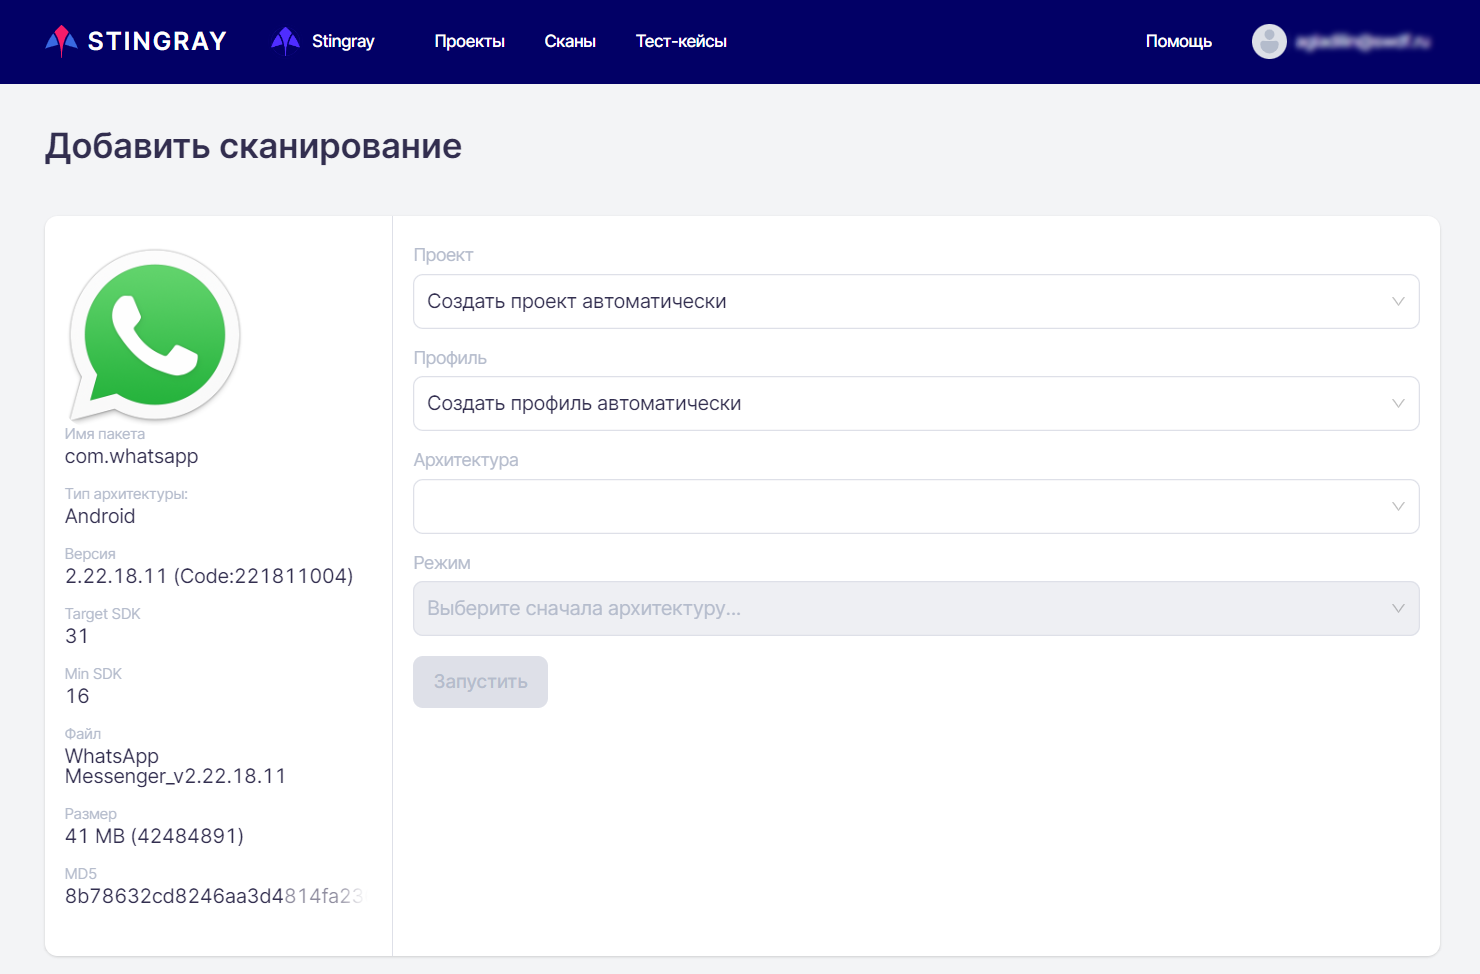 STINGRAY
Stingray
Проекты
Сканы
Тест-кейсы
Помощь
Добавить сканирование
Имя пакета
com.whatsapp
Тип архитектуры:
Android
Версия
2.22.18.11 (Code:221811004)
Target SDK
31
Min SDK
16
Файл
WhatsApp
Messenger_v2.22.18.11
Размер
41 MB (42484891)
MD5
8b78632cd8246aa3d4814fa23
Проект
Создать проект автоматически
Профиль
Создать профиль автоматически
Архитектура
Режим
Выберите сначала архитектуру...
Запустить